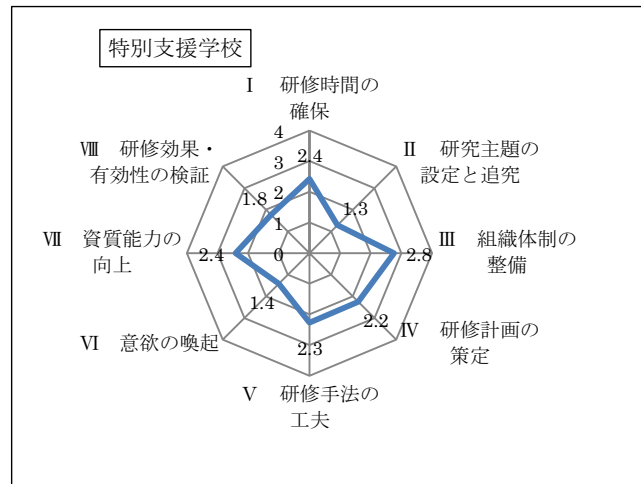 特別支援学校
Ⅰ 研修時間の
確保
4
3
2
1
0
2.4
Ⅱ 研究主題の
設定と追究
1.3
Ⅲ 組織体制の
整備
2.8
Ⅳ 研修計画の
策定
2.2
Ⅴ 研修手法の
工夫
2.3
Ⅵ 意欲の喚起
1.4
Ⅶ 資質能力の
向上
2.4
Ⅷ 研修効果・
有効性の検証
1.8